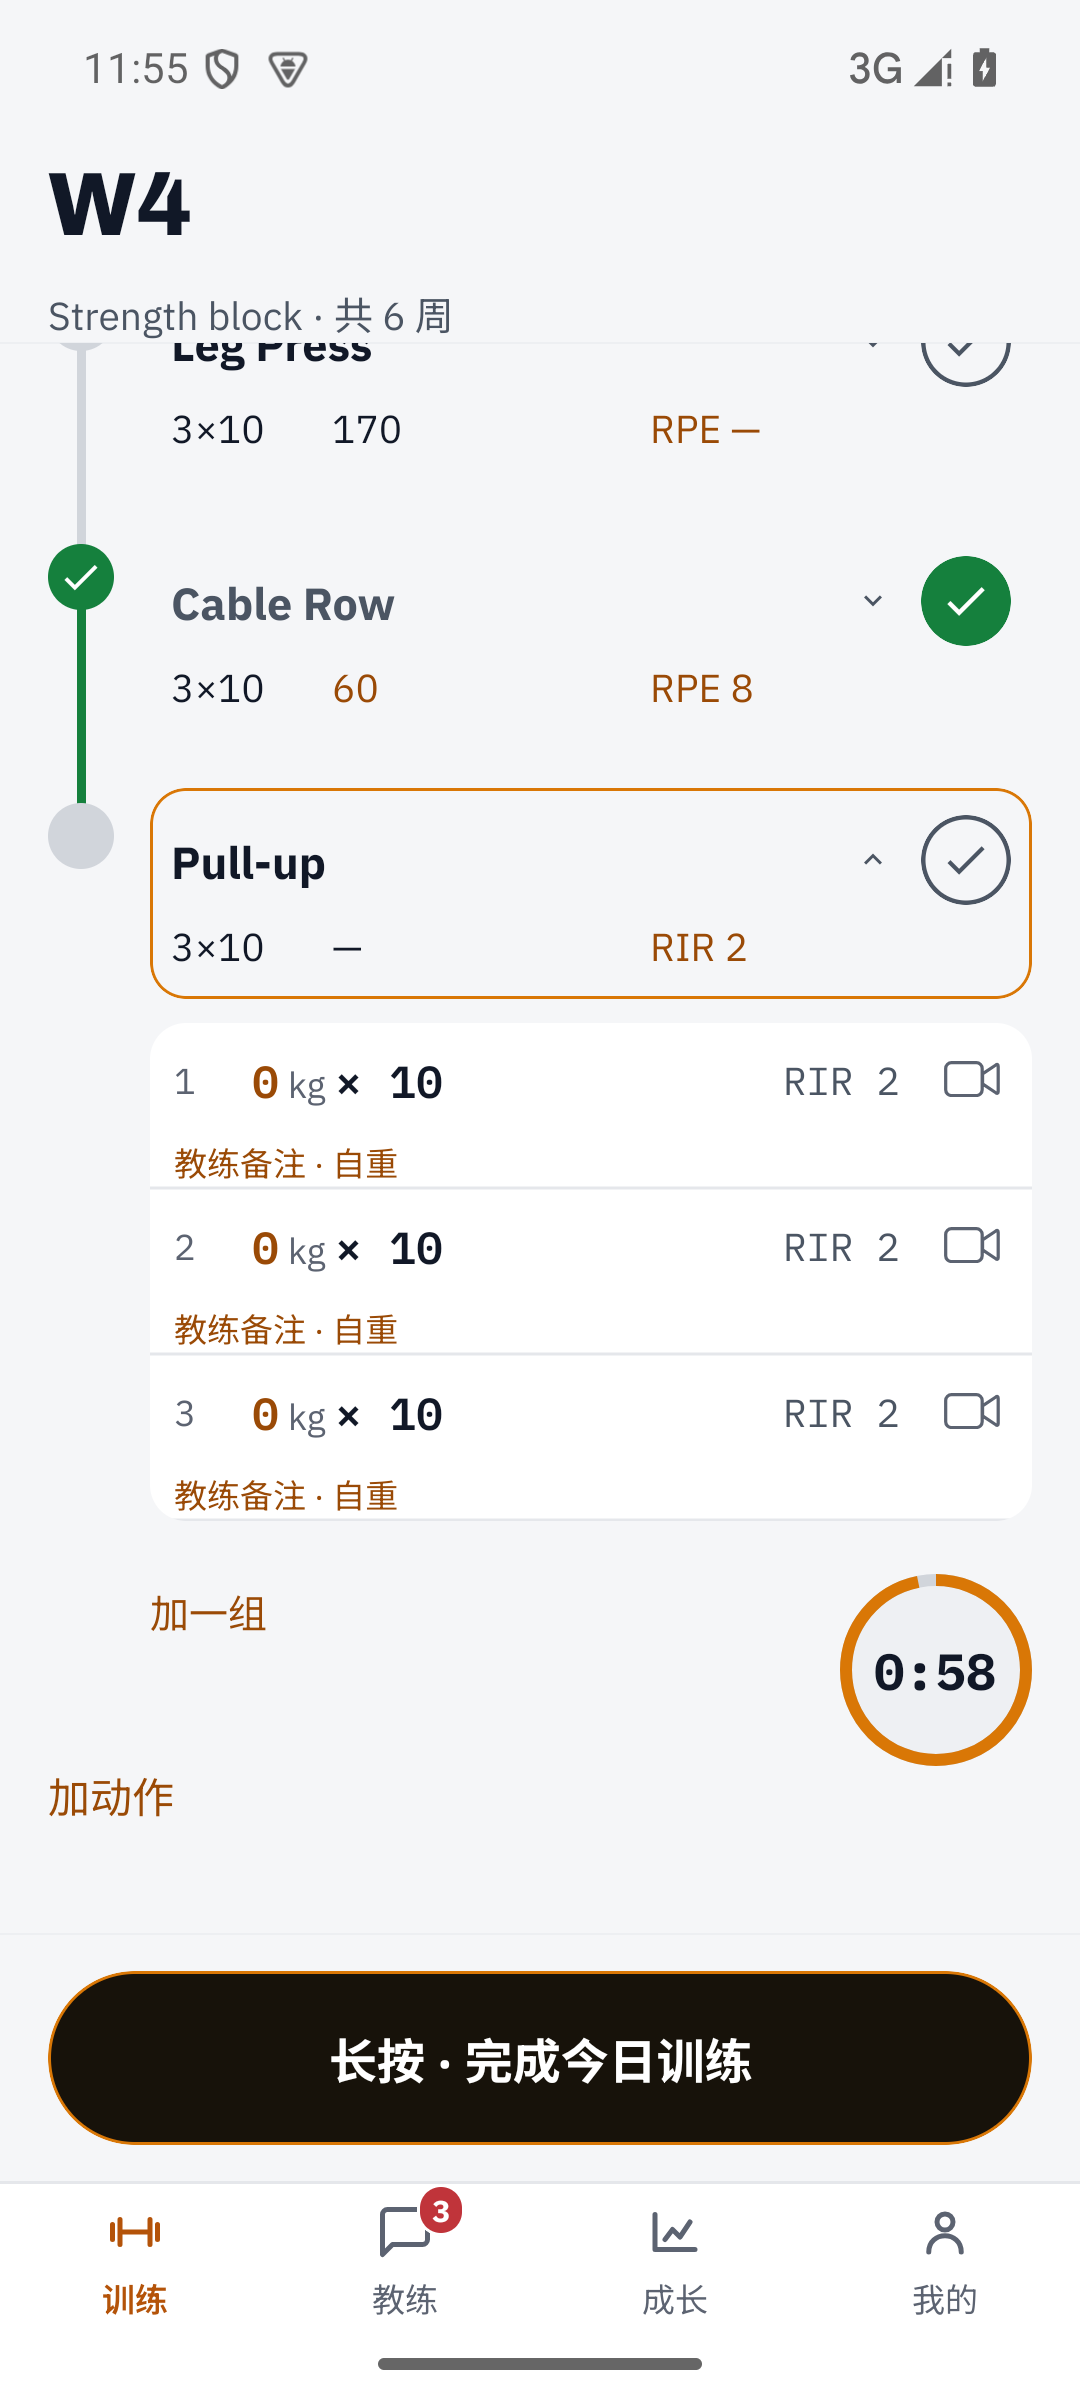 11:55 3G
W4
Strength block · 共 6 周
Leg Press
3×10 170 RPE —
Cable Row
3×10 60 RPE 8
Pull-up
3×10 — RIR 2
1 0 kg × 10 RIR 2
教练备注 · 自重
2 0 kg × 10 RIR 2
教练备注 · 自重
3 0 kg × 10 RIR 2
教练备注 · 自重
加一组
0:58
加动作
长按 · 完成今日训练
3
训练 教练 成长 我的